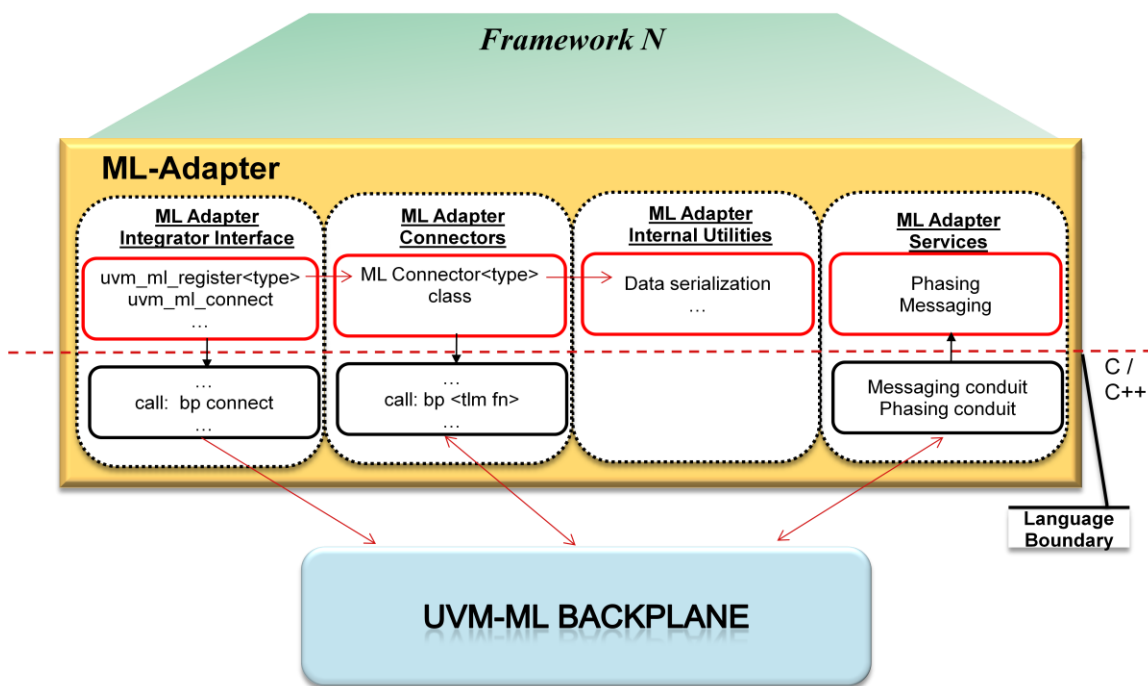 Framework N
ML-Adapter
ML Adapter
Integrator Interface
uvm_ml_register<type>
uvm_ml_connect
...
...
call: bp connect
...
ML Adapter
Connectors
ML Connector<type>
class
...
call: bp <tlm fn>
...
ML Adapter
Internal Utilities
Data serialization
...
ML Adapter
Services
Phasing
Messaging
Messaging conduit
Phasing conduit
C /
C++
Language
Boundary
UVM-ML BACKPLANE